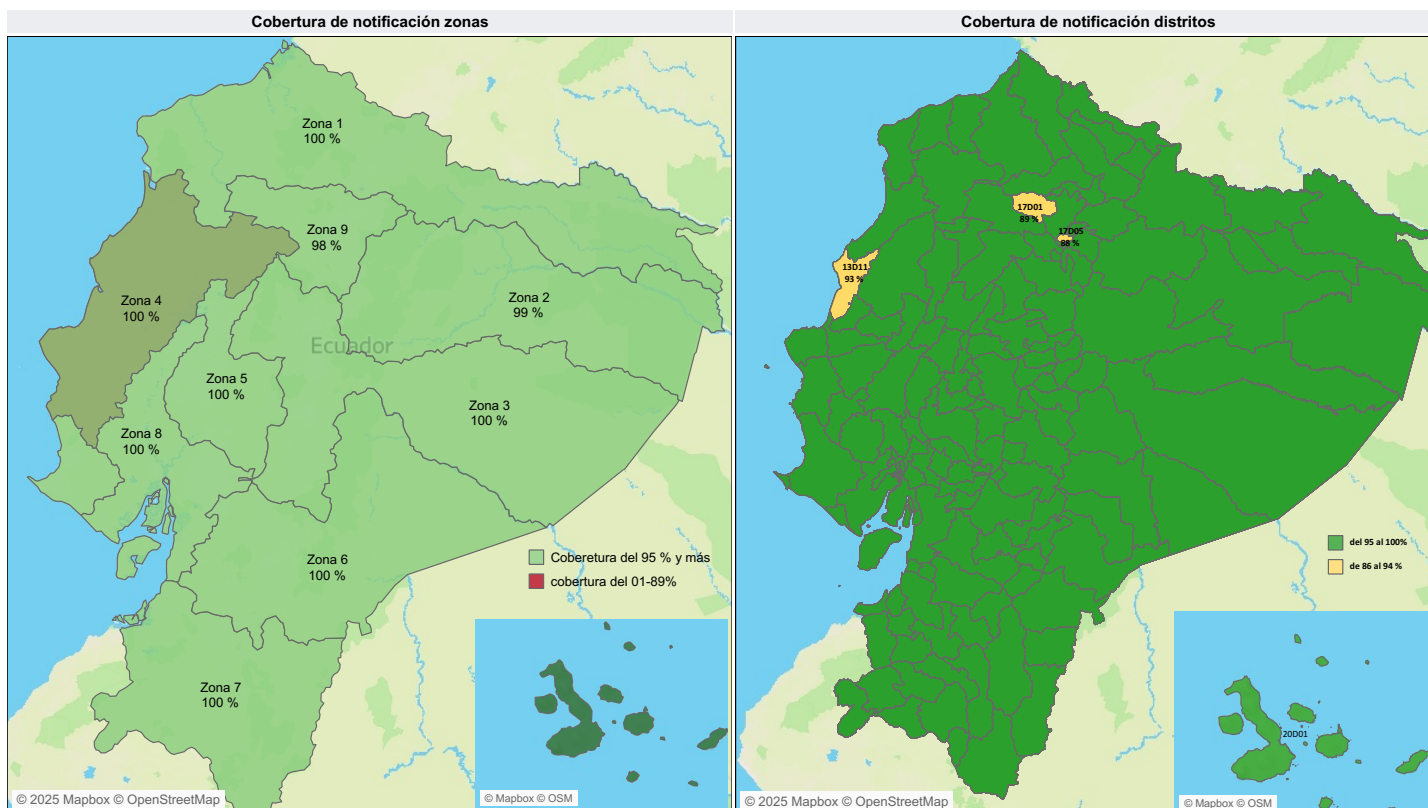 Cobertura de notificación zonas
Zona 1
100 %
Zona 9
98 %
Zona 4
100 %
Zona 2
99 %
Ecuador
Zona 5
100 %
Zona 3
100 %
Zona 8
100 %
Zona 6
100 %
Coberetura del 95 % y más
cobertura del 01-89%
Zona 7
100 %
© 2025 Mapbox © OpenStreetMap
© Mapbox © OSM
Cobertura de notificación distritos
17D01
89 %
17D05
88 %
13D11
93 %
del 95 al 100%
de 86 al 94 %
20D01
© 2025 Mapbox © OpenStreetMap
© Mapbox © OSM